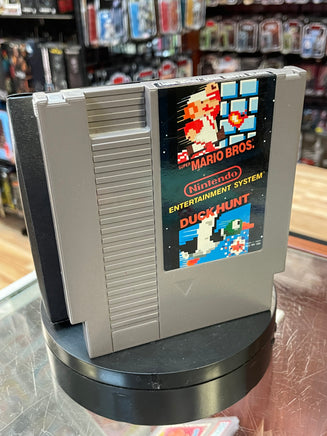 SUPER
MARIO BROS.
Nintendo
ENTERTAINMENT SYSTEM
DUCK HUNT